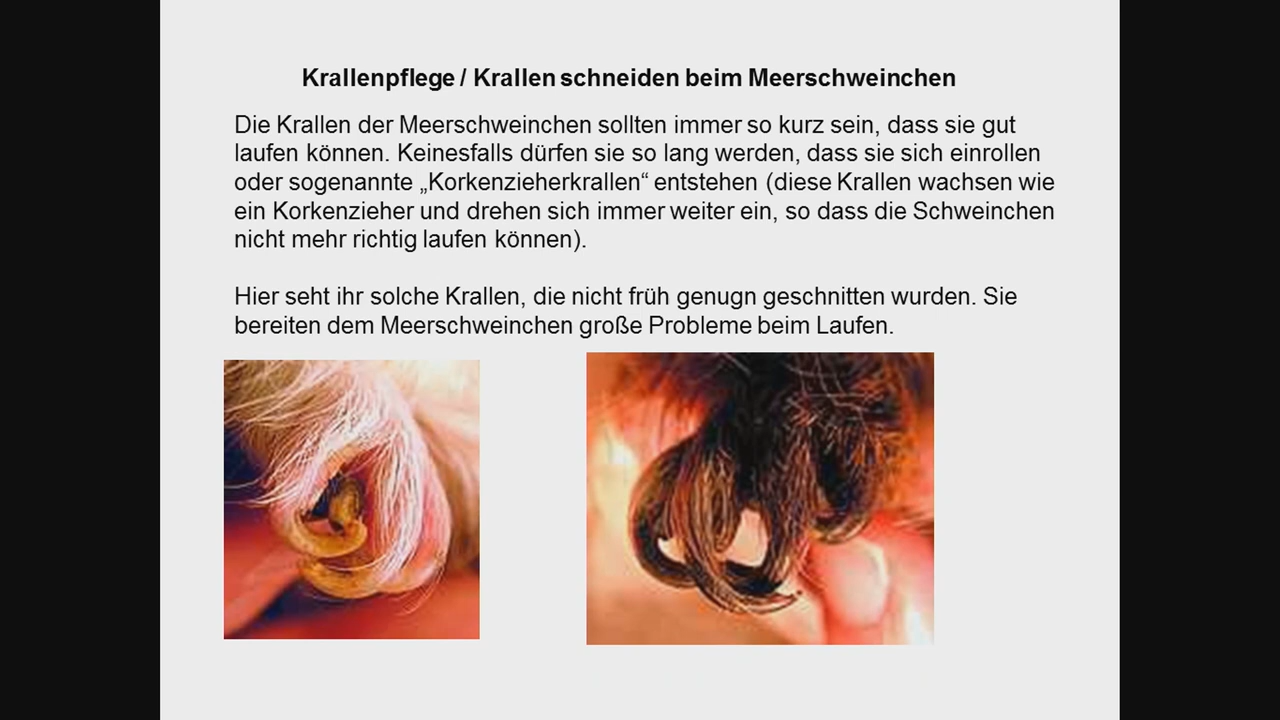 Krallenpflege / Krallen schneiden beim Meerschweinchen
Die Krallen der Meerschweinchen sollten immer so kurz sein, dass sie gut
laufen können. Keinesfalls dürfen sie so lang werden, dass sie sich einrollen
oder sogenannte „Korkenzieherkrallen“ entstehen (diese Krallen wachsen wie
ein Korkenzieher und drehen sich immer weiter ein, so dass die Schweinchen
nicht mehr richtig laufen können).
Hier seht ihr solche Krallen, die nicht früh genugn geschnitten wurden. Sie
bereiten dem Meerschweinchen große Probleme beim Laufen.